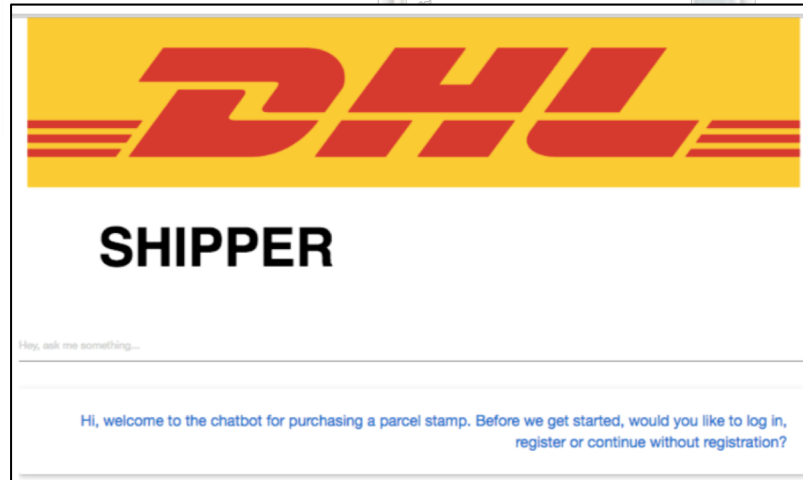 DHL
SHIPPER
Hey, ask me something...
Hi, welcome to the chatbot for purchasing a parcel stamp. Before we get started, would you like to log in,
register or continue without registration?